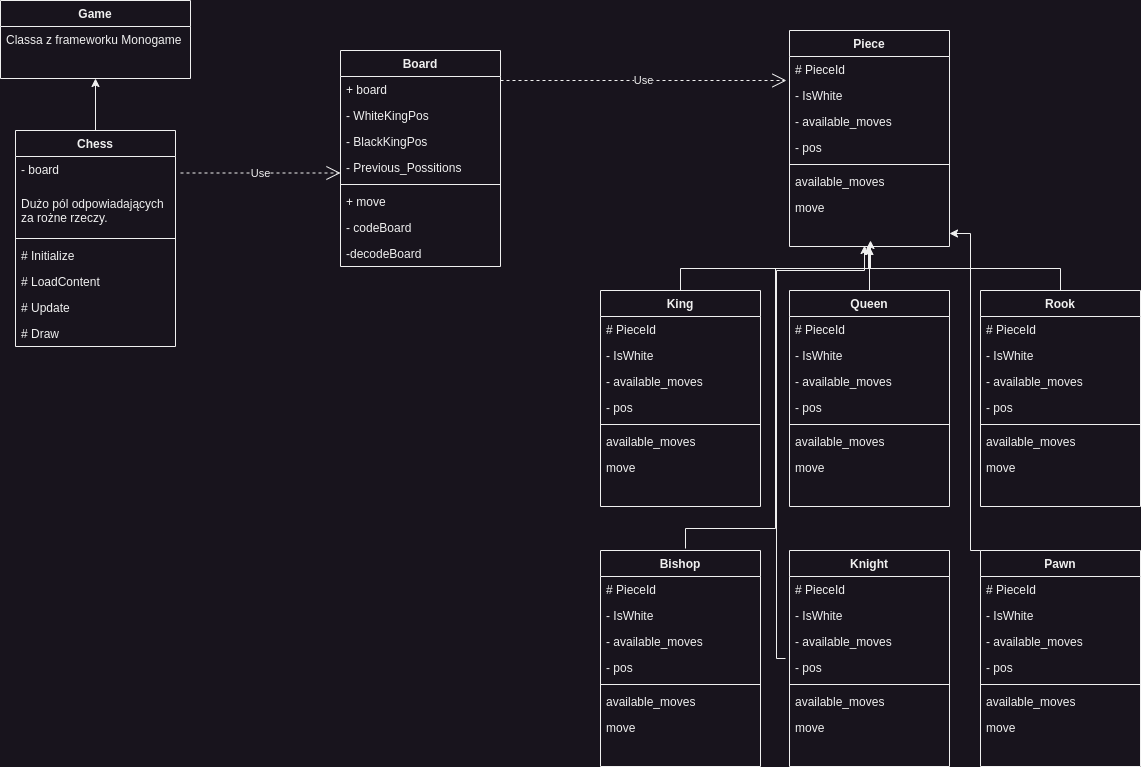 Game
Classa z frameworku Monogame
Chess
- board
Dużo pól odpowiadających
za rożne rzeczy.
# Initialize
# LoadContent
# Update
# Draw
Use
Board
+ board
- WhiteKingPos
- BlackKingPos
- Previous_Possitions
+ move
- codeBoard
-decodeBoard
Use
Piece
# PieceId
- IsWhite
- available_moves
- pos
available_moves
move
King
# PieceId
- IsWhite
- available_moves
- pos
available_moves
move
Queen
# PieceId
- IsWhite
- available_moves
- pos
available_moves
move
Rook
# PieceId
- IsWhite
- available_moves
- pos
available_moves
move
Bishop
# PieceId
- IsWhite
- available_moves
- pos
available_moves
move
Knight
# PieceId
- IsWhite
- available_moves
- pos
available_moves
move
Pawn
# PieceId
- IsWhite
- available_moves
- pos
available_moves
move